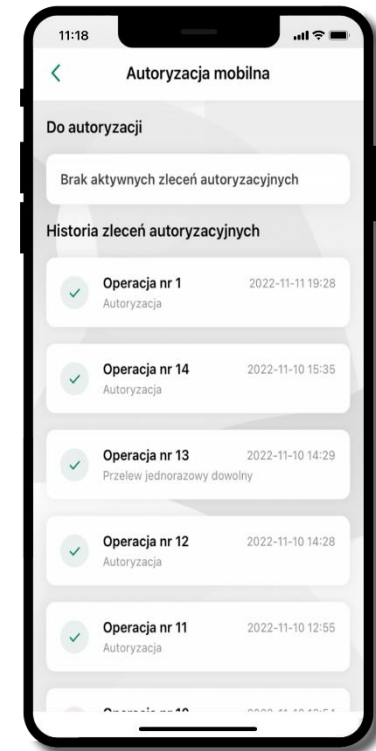 11:18
Autoryzacja mobilna
Do autoryzacji
Brak aktywnych zleceń autoryzacyjnych
Historia zleceń autoryzacyjnych
Operacja nr 1 2022-11-11 19:28
Autoryzacja
Operacja nr 14 2022-11-10 15:35
Autoryzacja
Operacja nr 13 2022-11-10 14:29
Przelew jednorazowy dowolny
Operacja nr 12 2022-11-10 14:28
Autoryzacja
Operacja nr 11 2022-11-10 12:55
Autoryzacja